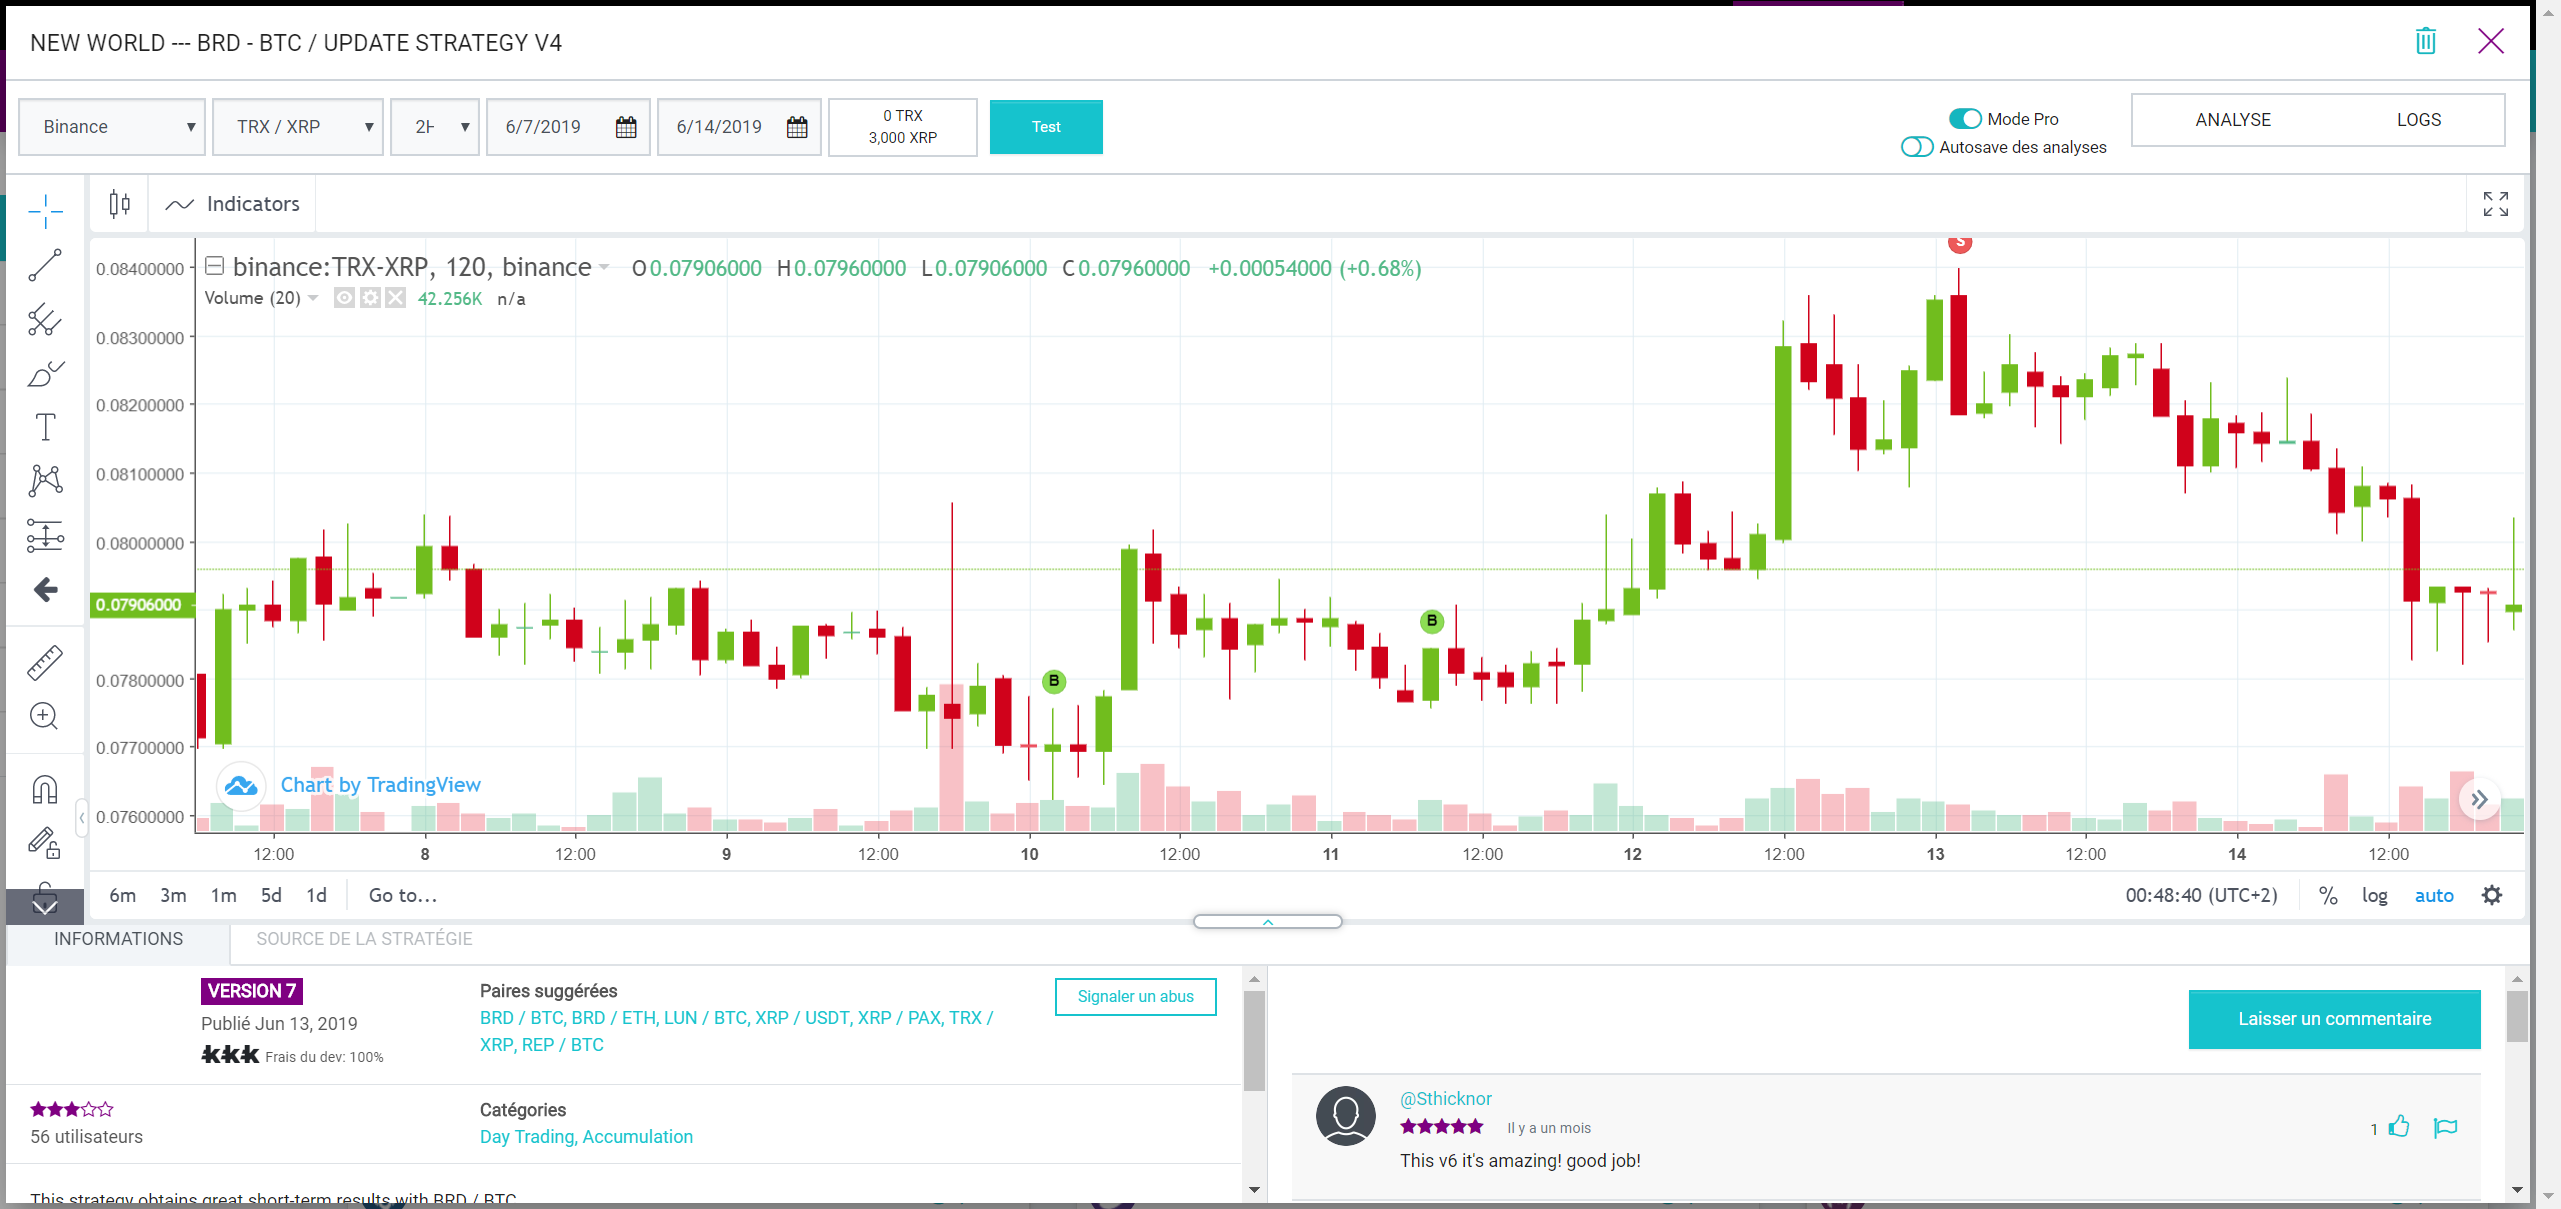 NEW WORLD --- BRD - BTC / UPDATE STRATEGY V4
Binance
TRX / XRP
6/7/2019
6/14/2019
0 TRX
3,000 XRP
Test
Mode Pro
Autosave des analyses
ANALYSE
LOGS
Indicators
binance:TRX-XRP, 120, binance O0.07906000 H0.07960000 L0.07906000 C0.07960000 +0.00054000 (+0.68%)
Volume (20) 42.256K n/a
0.08400000
0.08300000
0.08200000
0.08100000
0.08000000
0.07906000
0.07800000
0.07700000
0.07600000
S
B
B
Chart by TradingView
12:00 8 12:00 9 12:00 10 12:00 11 12:00 12 12:00 13 12:00 14 12:00
6m 3m 1m 5d 1d Go to...
00:48:40 (UTC+2) % log auto
INFORMATIONS
SOURCE DE LA STRATÉGIE
VERSION 7
Publié Jun 13, 2019
Frais du dev: 100%
Paires suggérées
BRD / BTC, BRD / ETH, LUN / BTC, XRP / USDT, XRP / PAX, TRX /
XRP, REP / BTC
Signaler un abus
56 utilisateurs
Catégories
Day Trading, Accumulation
This strategy obtains great short-term results with BRD / BTC
Laisser un commentaire
@Sthicknor
Il y a un mois
1
This v6 it's amazing! good job!